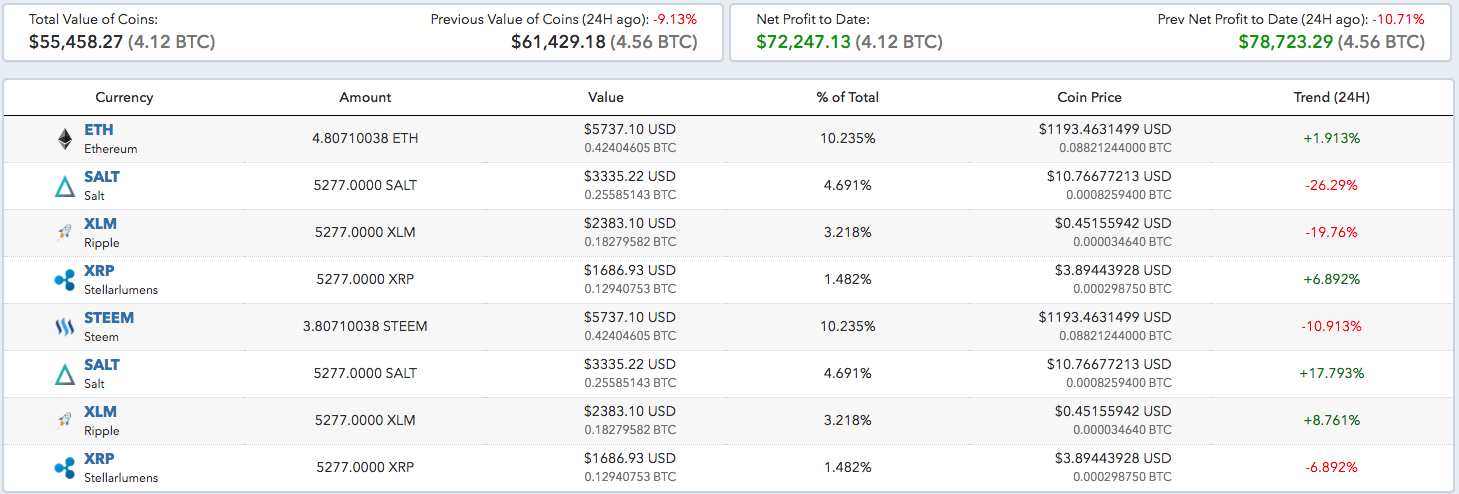 Total Value of Coins:
Previous Value of Coins (24H ago): -9.13%
$55,458.27 (4.12 BTC)
$61,429.18 (4.56 BTC)
Net Profit to Date:
Prev Net Profit to Date (24H ago): -10.71%
$72,247.13 (4.12 BTC)
$78,723.29 (4.56 BTC)
Currency Amount Value % of Total Coin Price Trend (24H)
ETH $5737.10 USD $1193.4631499 USD
4.80710038 ETH 10.235% +1.913%
Ethereum 0.42404605 BTC 0.08821244000 BTC
SALT $3335.22 USD $10.76677213 USD
5277.0000 SALT 4.691% -26.29%
Salt 0.25585143 BTC 0.0008259400 BTC
XLM $2383.10 USD $0.45155942 USD
5277.0000 XLM 3.218% -19.76%
Ripple 0.18279582 BTC 0.000034640 BTC
XRP $1686.93 USD $3.89443928 USD
5277.0000 XRP 1.482% +6.892%
Stellarlumens 0.12940753 BTC 0.000298750 BTC
STEEM $5737.10 USD $1193.4631499 USD
3.80710038 STEEM 10.235% -10.913%
Steem 0.42404605 BTC 0.08821244000 BTC
SALT $3335.22 USD $10.76677213 USD
5277.0000 SALT 4.691% +17.793%
Salt 0.25585143 BTC 0.0008259400 BTC
XLM $2383.10 USD $0.45155942 USD
5277.0000 XLM 3.218% +8.761%
Ripple 0.18279582 BTC 0.000034640 BTC
XRP $1686.93 USD $3.89443928 USD
5277.0000 XRP 1.482% -6.892%
Stellarlumens 0.12940753 BTC 0.000298750 BTC